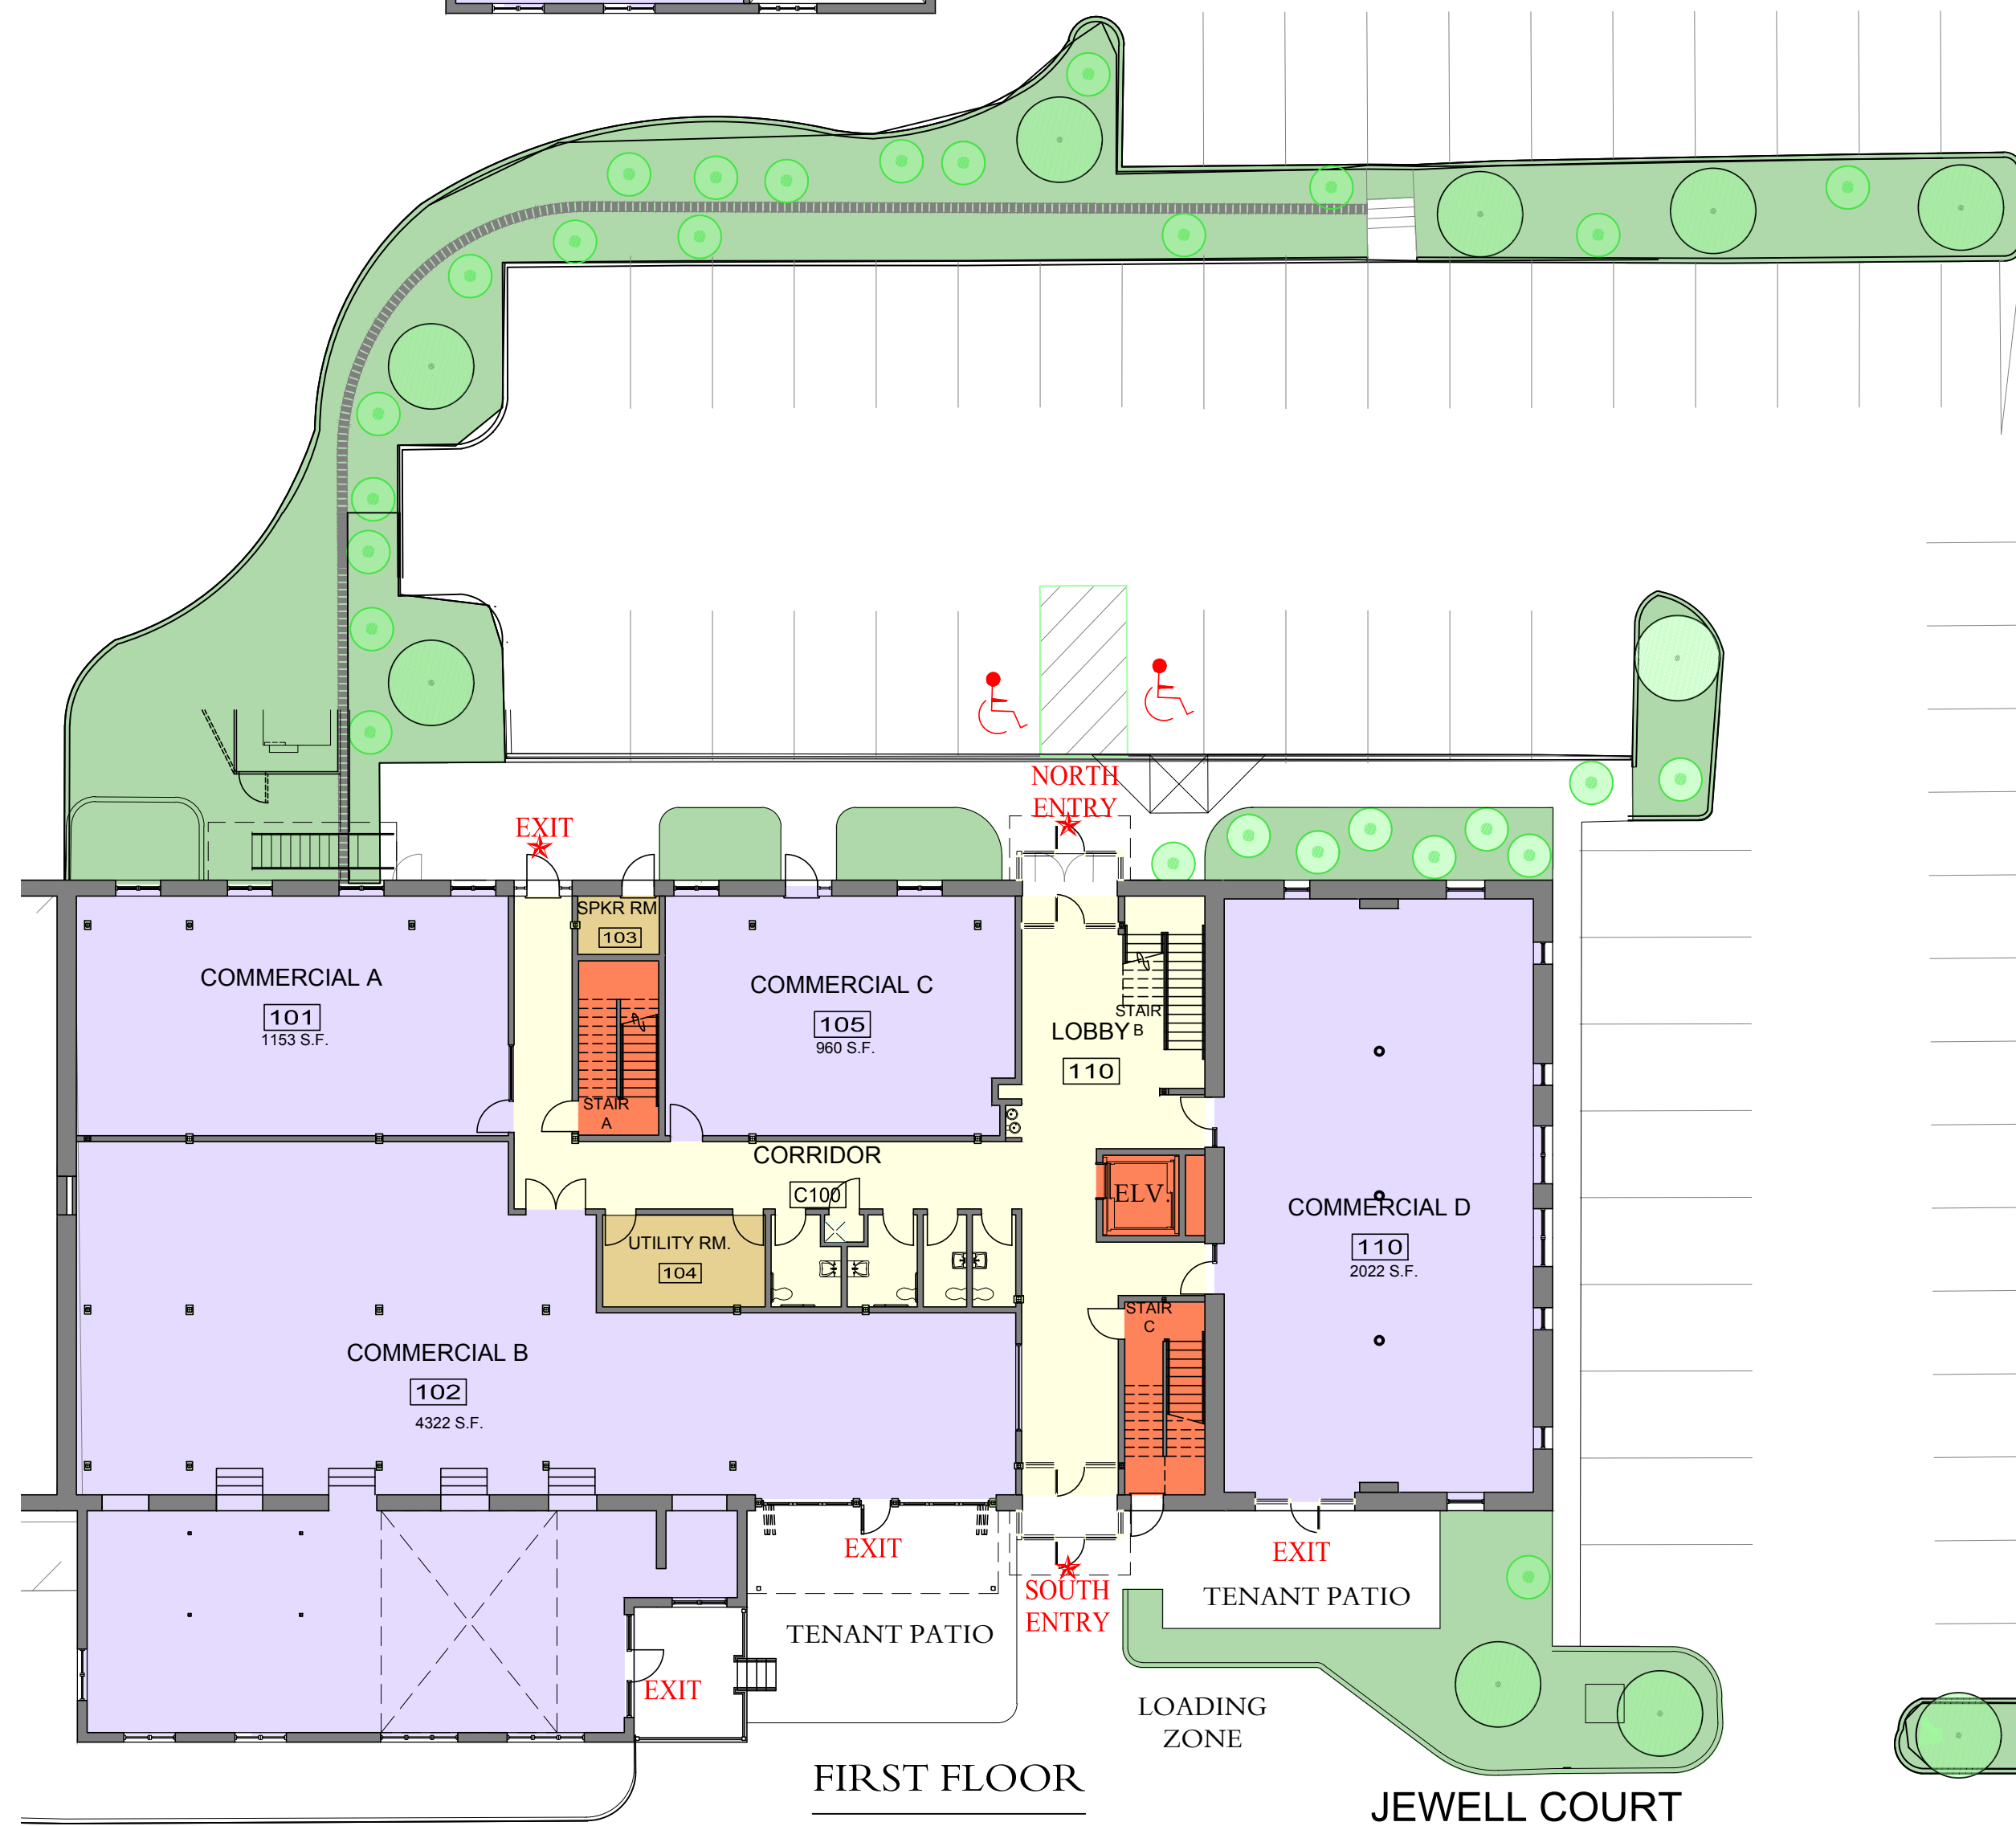 NORTH
ENTRY
EXIT
SPKR RM
103
COMMERCIAL A
101
1153 S.F.
COMMERCIAL C
105
960 S.F.
STAIR
A
STAIR
B
LOBBY
110
CORRIDOR
C100
ELV.
COMMERCIAL D
110
2022 S.F.
UTILITY RM.
104
STAIR
C
COMMERCIAL B
102
4322 S.F.
EXIT
SOUTH
ENTRY
EXIT
TENANT PATIO
TENANT PATIO
EXIT
LOADING
ZONE
FIRST FLOOR
JEWELL COURT